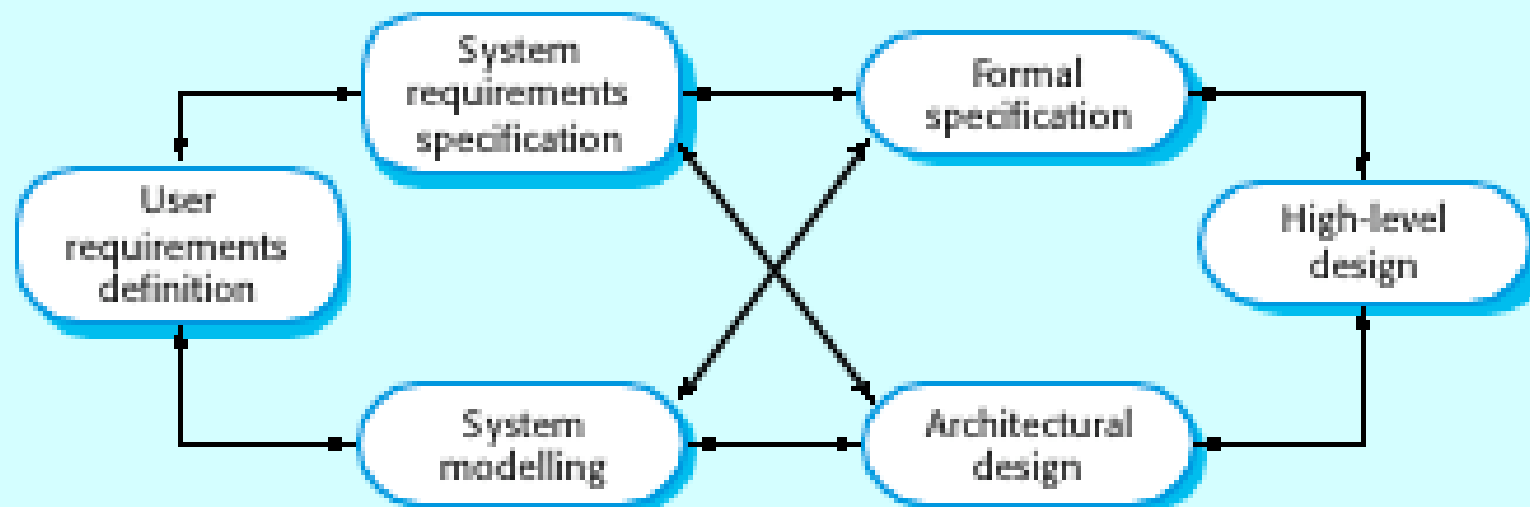 System
requirements
specification
Formal
specification
User
requirements
definition
High-level
design
System
modelling
Architectural
design